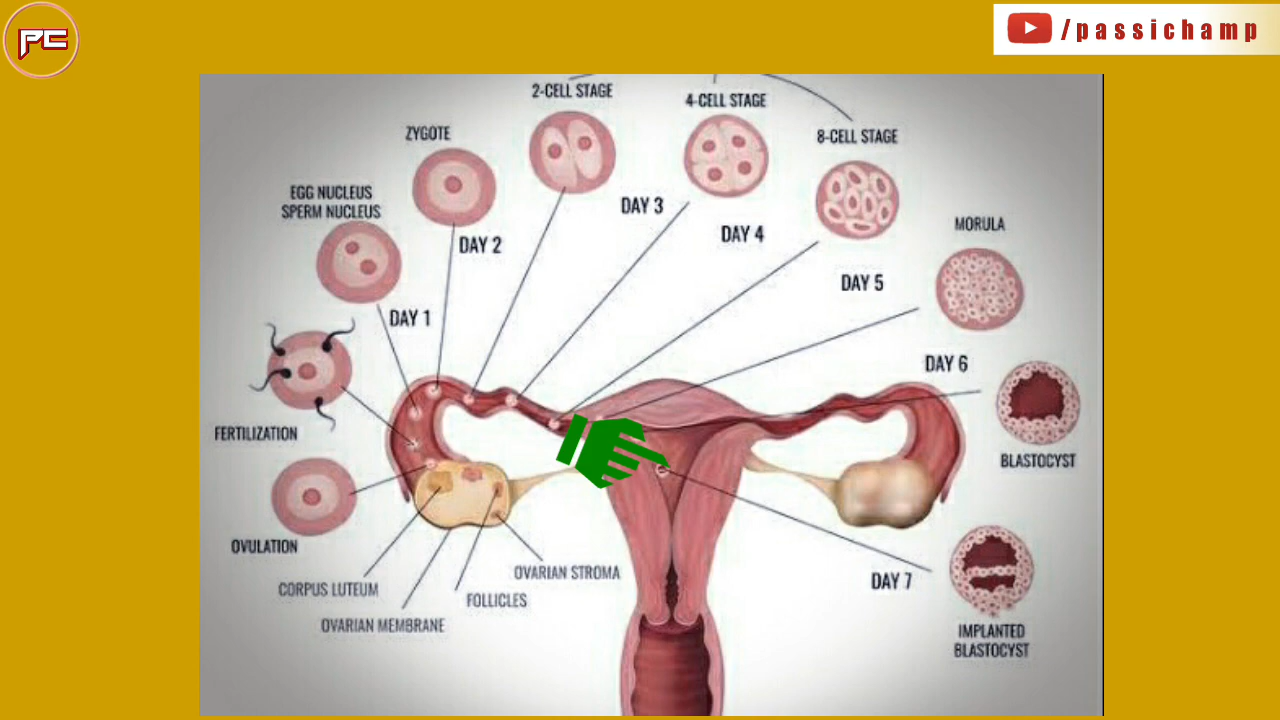 PC
/passichamp
2-CELL STAGE
4-CELL STAGE
8-CELL STAGE
ZYGOTE
EGG NUCLEUS
SPERM NUCLEUS
DAY 3
DAY 4
MORULA
DAY 2
DAY 5
DAY 1
DAY 6
FERTILIZATION
BLASTOCYST
OVULATION
OVARIAN STROMA
DAY 7
CORPUS LUTEUM
FOLLICLES
OVARIAN MEMBRANE
IMPLANTED
BLASTOCYST